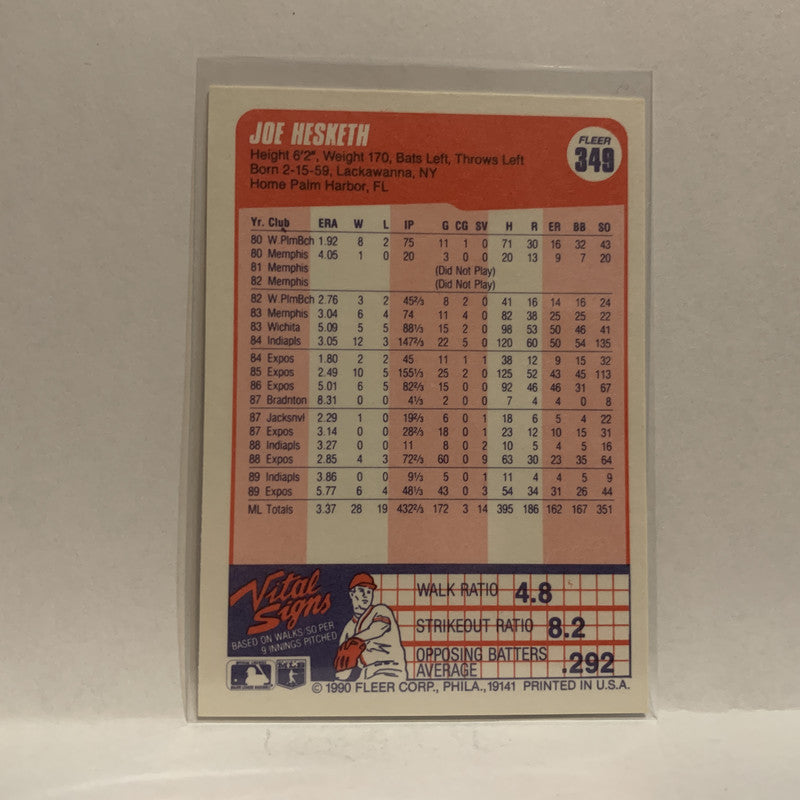 JOE HESKETH
FLEER
349
Height 6'2", Weight 170, Bats Left, Throws Left
Born 2-15-59, Lackawanna, NY
Home Palm Harbor, FL
Yr. Club ERA W L IP G CG SV H R ER BB SO
80 W.PlmBch 1.92 8 2 75 11 1 0 71 30 16 32 43
80 Memphis 4.05 1 0 20 3 0 0 20 13 9 7 20
81 Memphis (Did Not Play)
82 Memphis (Did Not Play)
82 W.PlmBch 2.76 3 2 45⅔ 8 2 0 41 16 14 16 24
83 Memphis 3.04 6 4 74 11 4 0 82 38 25 25 22
83 Wichita 5.09 5 5 88⅓ 15 2 0 98 53 50 46 41
84 Indiapls 3.05 12 3 147⅔ 22 5 0 120 60 50 54 135
84 Expos 1.80 2 2 45 11 1 1 38 12 9 15 32
85 Expos 2.49 10 5 155⅓ 25 2 0 125 52 43 45 113
86 Expos 5.01 6 5 82⅔ 15 0 0 92 46 46 31 67
87 Bradnton 8.31 0 0 4⅓ 2 0 0 7 4 4 0 8
87 Jacksnvl 2.29 1 0 19⅔ 6 0 1 18 6 5 4 22
87 Expos 3.14 0 0 28⅔ 18 0 1 23 12 10 15 31
88 Indiapls 3.27 0 0 11 8 0 2 10 5 4 5 16
88 Expos 2.85 4 3 72⅔ 60 0 9 63 30 23 35 64
89 Indiapls 3.86 0 0 9⅓ 5 0 1 11 4 4 5 9
89 Expos 5.77 6 4 48⅓ 43 0 3 54 34 31 26 44
ML Totals 3.37 28 19 432⅔ 172 3 14 395 186 162 167 351
Vital
Signs
BASED ON WALKS/SO PER
9 INNINGS PITCHED
WALK RATIO 4.8
STRIKEOUT RATIO 8.2
OPPOSING BATTERS
AVERAGE .292
© 1990 FLEER CORP., PHILA., 19141 PRINTED IN U.S.A.